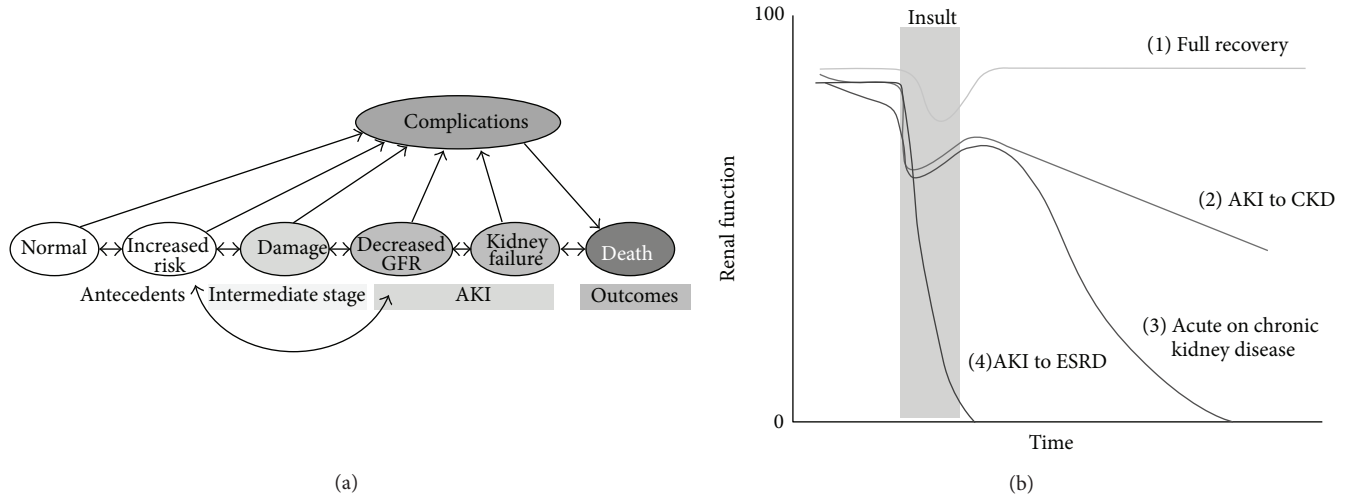 Complications
Normal
Increased
risk
Damage
Decreased
GFR
Kidney
failure
Death
Antecedents
Intermediate stage
AKI
Outcomes
(a)
100
Insult
(1) Full recovery
Renal function
(2) AKI to CKD
(3) Acute on chronic
kidney disease
(4)AKI to ESRD
0
Time
(b)